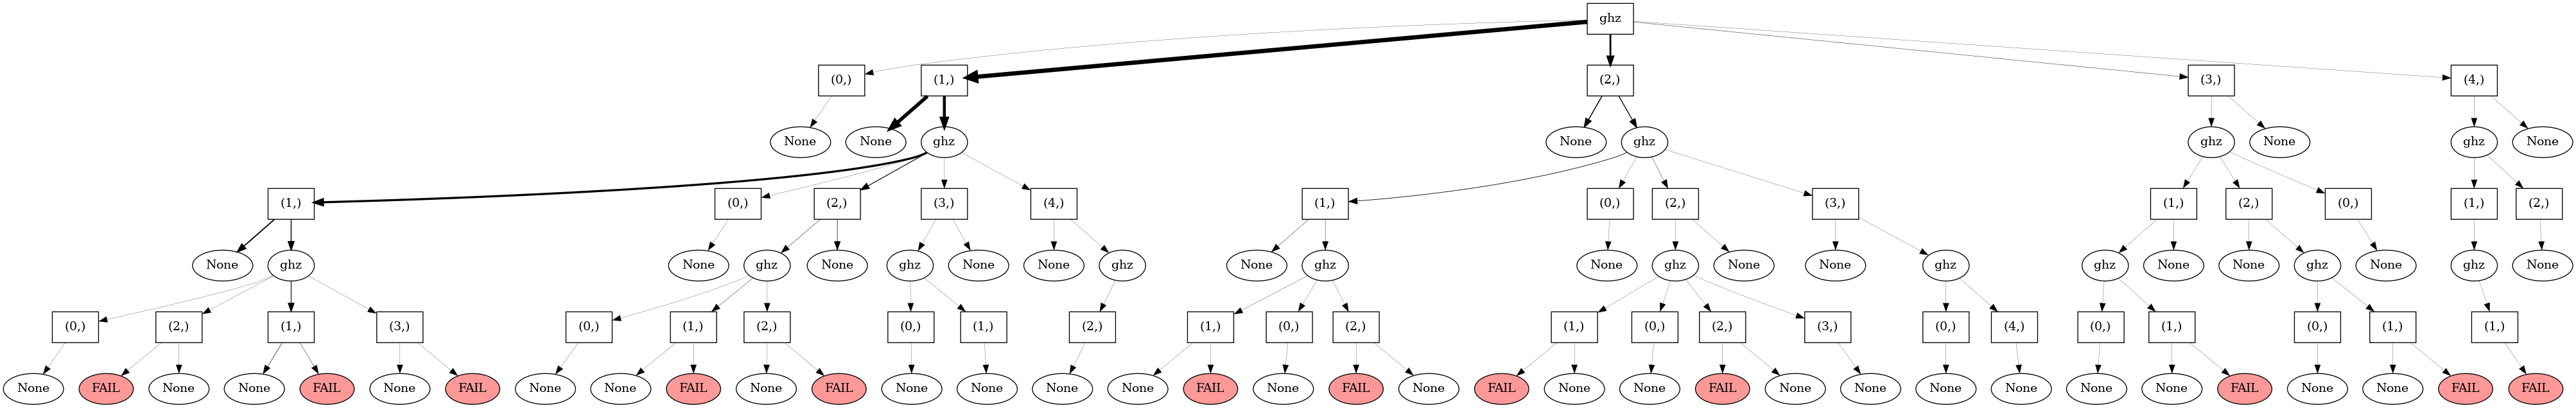 ghz
(0,) (1,) (2,) (3,) (4,)
None None ghz None ghz ghz None ghz None
(1,) (0,) (2,) (3,) (4,) (1,) (0,) (2,) (3,) (1,) (2,) (0,) (1,) (2,)
None ghz None ghz None ghz None None ghz None ghz None ghz None None ghz ghz None None ghz None ghz None
(0,) (2,) (1,) (3,) (0,) (1,) (2,) (0,) (1,) (2,) (1,) (0,) (2,) (1,) (0,) (2,) (3,) (0,) (4,) (0,) (1,) (0,) (1,) (1,)
None FAIL None None FAIL None FAIL None None FAIL None FAIL None None None None FAIL None FAIL None FAIL None None FAIL None None None None None None FAIL None None FAIL FAIL